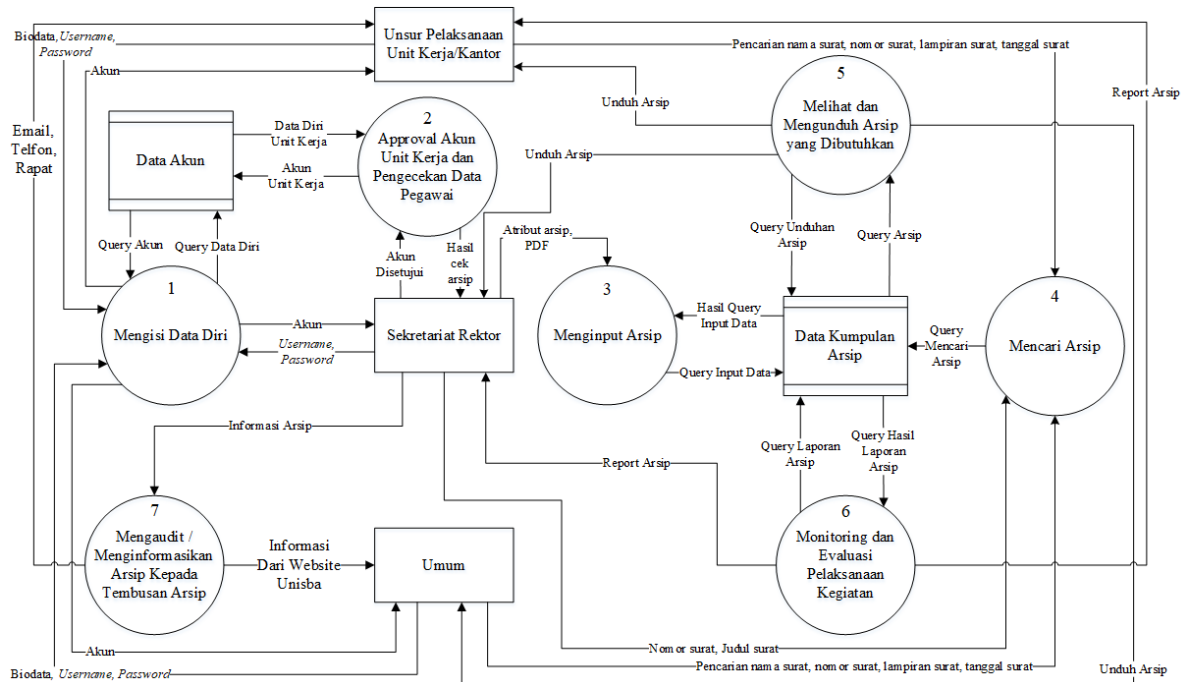 Unsur Pelaksanaan
Unit Kerja/Kantor
Biodata, Username,
Password
Akun
Email,
Telfon,
Rapat
Pencarian nama surat, nomor surat, lampiran surat, tanggal surat
Report Arsip
Unduh Arsip
5
Melihat dan
Mengunduh Arsip
yang Dibutuhkan
Data Akun
Data Diri
Unit Kerja
Akun
Unit Kerja
2
Approval Akun
Unit Kerja dan
Pengecekan Data
Pegawai
Unduh Arsip
Query Akun
Query Data Diri
Akun
Disetujui
Hasil
cek
arsip
Atribut arsip,
PDF
Query Unduhan
Arsip
Query Arsip
1
Mengisi Data Diri
Akun
Username,
Password
Sekretariat Rektor
3
Menginput Arsip
Hasil Query
Input Data
Query Input Data
Data Kumpulan
Arsip
Query
Mencari
Arsip
4
Mencari Arsip
Informasi Arsip
Report Arsip
Query Laporan
Arsip
Query Hasil
Laporan
Arsip
7
Mengaudit /
Menginformasikan
Arsip Kepada
Tembusan Arsip
Informasi
Dari Website
Unisba
Umum
6
Monitoring dan
Evaluasi
Pelaksanaan
Kegiatan
Akun
Nomor surat, Judul surat
Biodata, Username, Password
Pencarian nama surat, nomor surat, lampiran surat, tanggal surat
Unduh Arsip